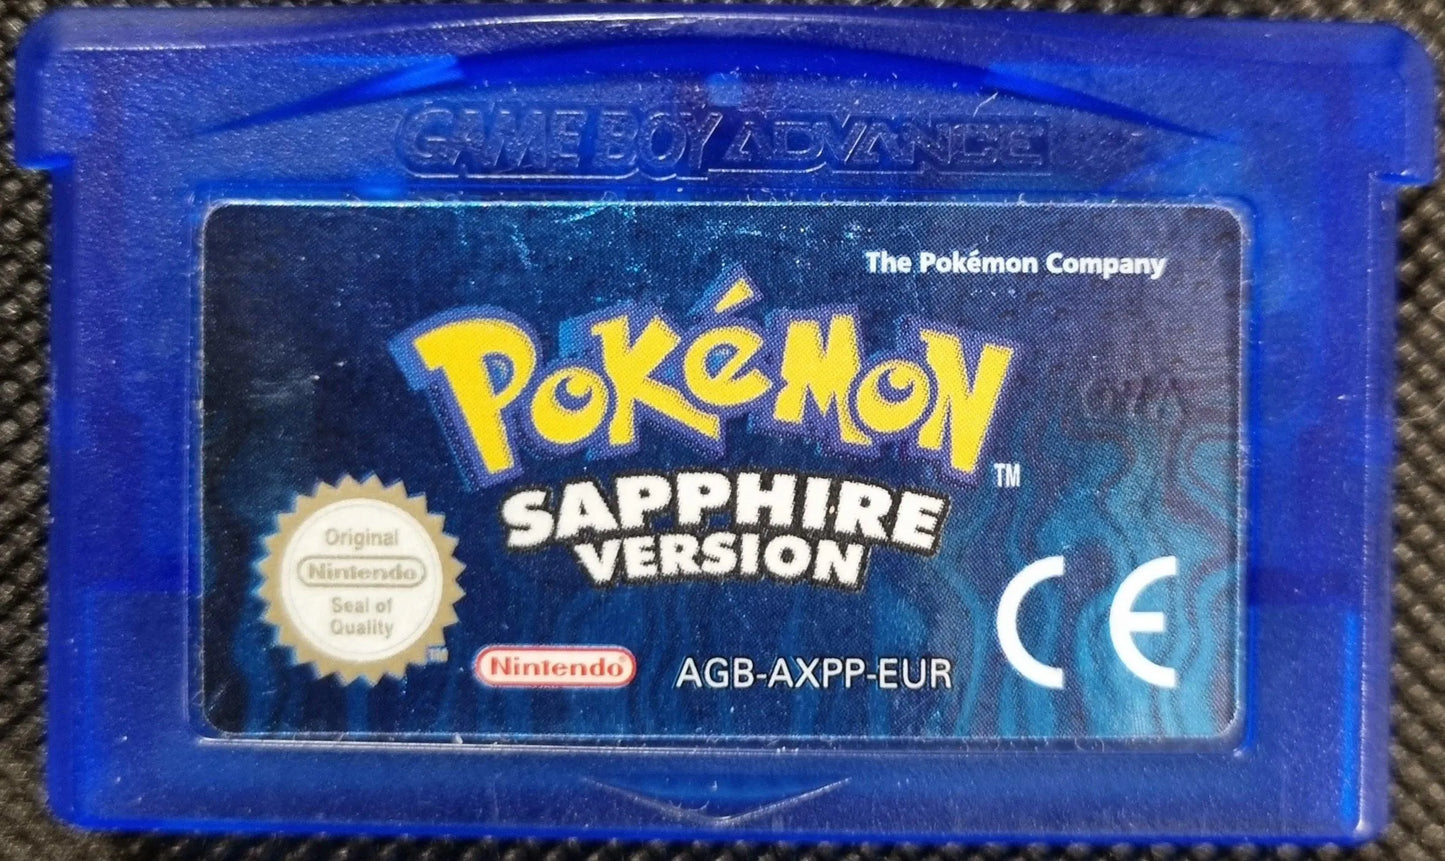 GAME BOY ADVANCE
The Pokémon Company
POKéMON
TM
SAPPHIRE
VERSION
Original
Nintendo
Seal of
Quality
TM
Nintendo®
AGB-AXPP-EUR
CE